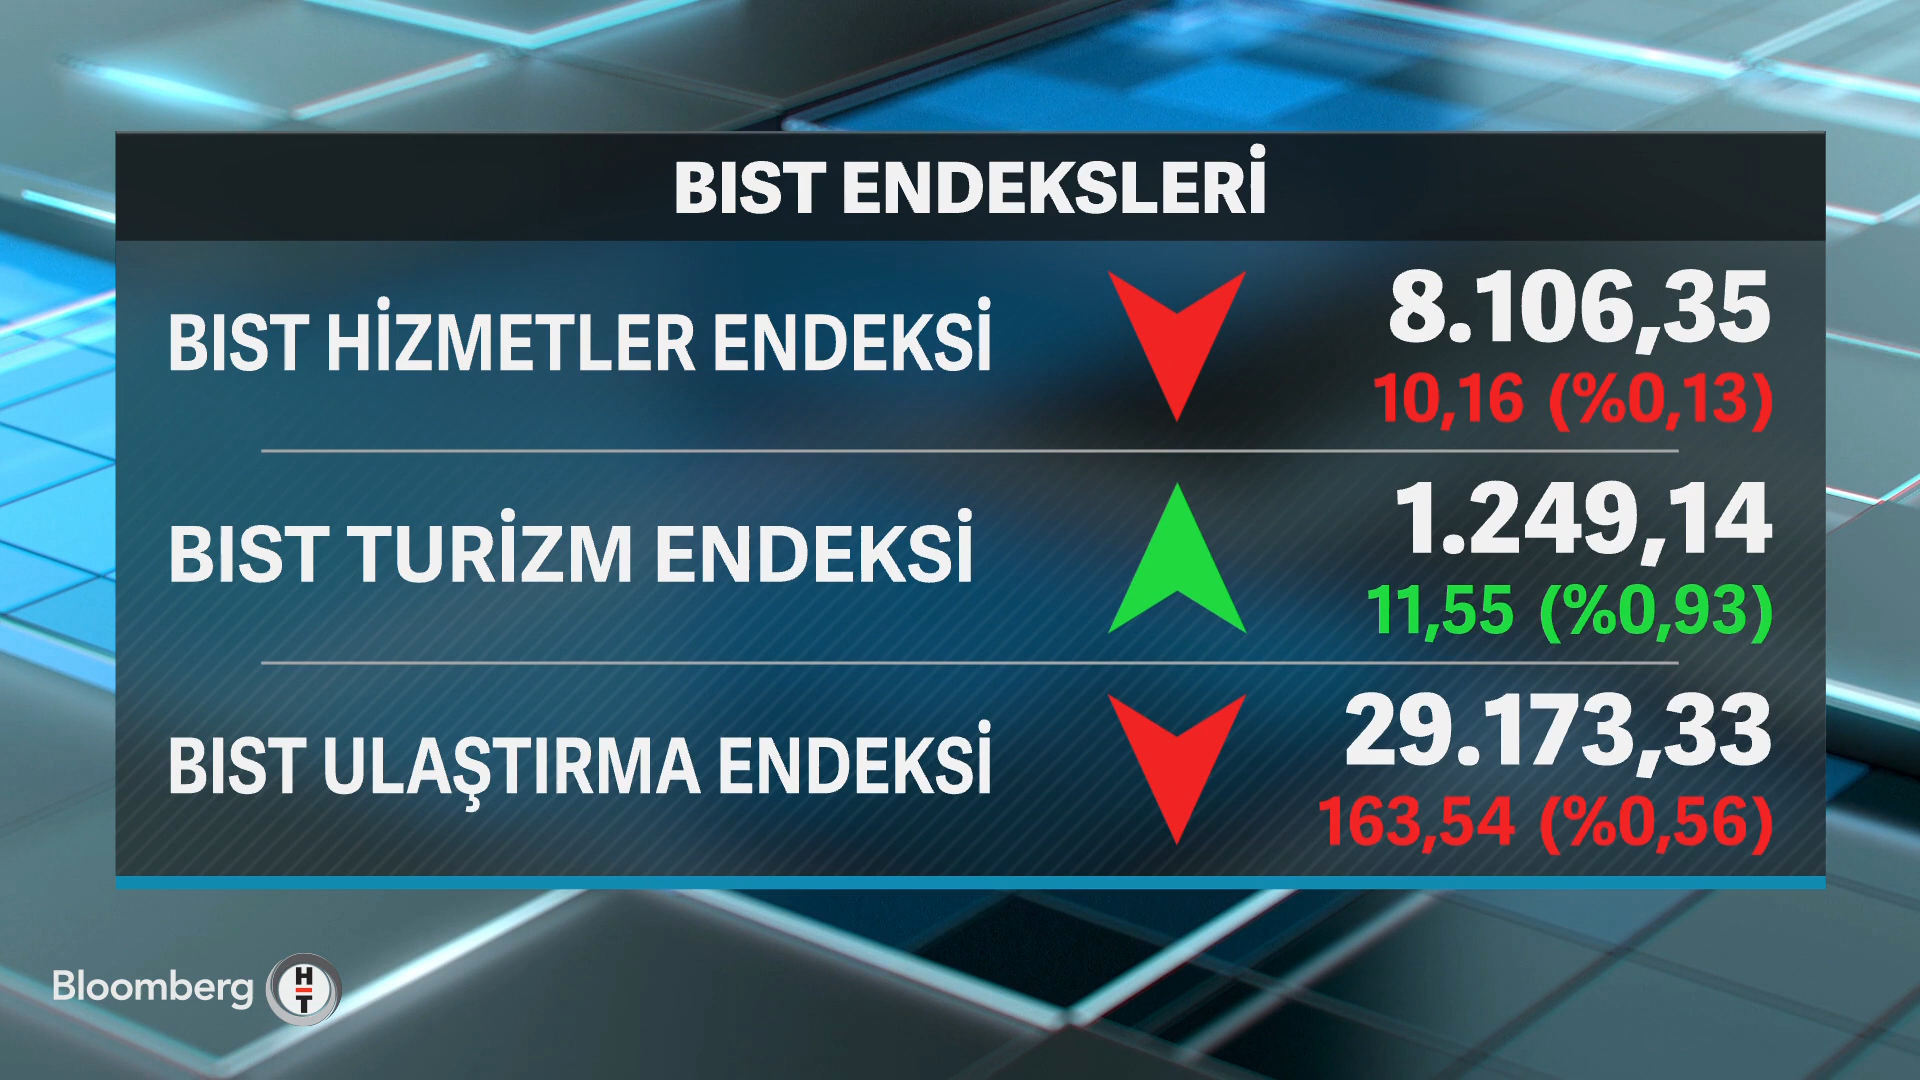 BIST ENDEKSLERİ
BIST HİZMETLER ENDEKSİ
8.106,35
10,16 (%0,13)
BIST TURİZM ENDEKSİ
1.249,14
11,55 (%0,93)
BIST ULAŞTIRMA ENDEKSİ
29.173,33
163,54 (%0,56)
Bloomberg HT